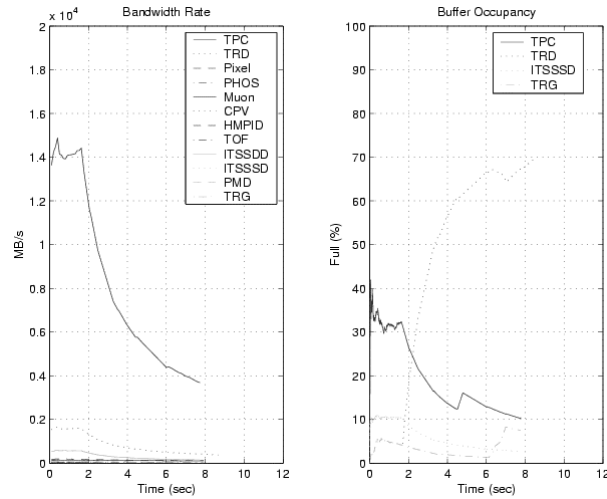 Bandwidth Rate
2 x 10⁴
1.8
1.6
1.4
1.2
1
0.8
0.6
0.4
0.2
0
MB/s
0 2 4 6 8 10 12
Time (sec)
TPC
TRD
Pixel
PHOS
Muon
CPV
HMPID
TOF
ITSSDD
ITSSSD
PMD
TRG
Buffer Occupancy
100
90
80
70
60
50
40
30
20
10
0
Full (%)
0 2 4 6 8 10 12
Time (sec)
TPC
TRD
ITSSSD
TRG